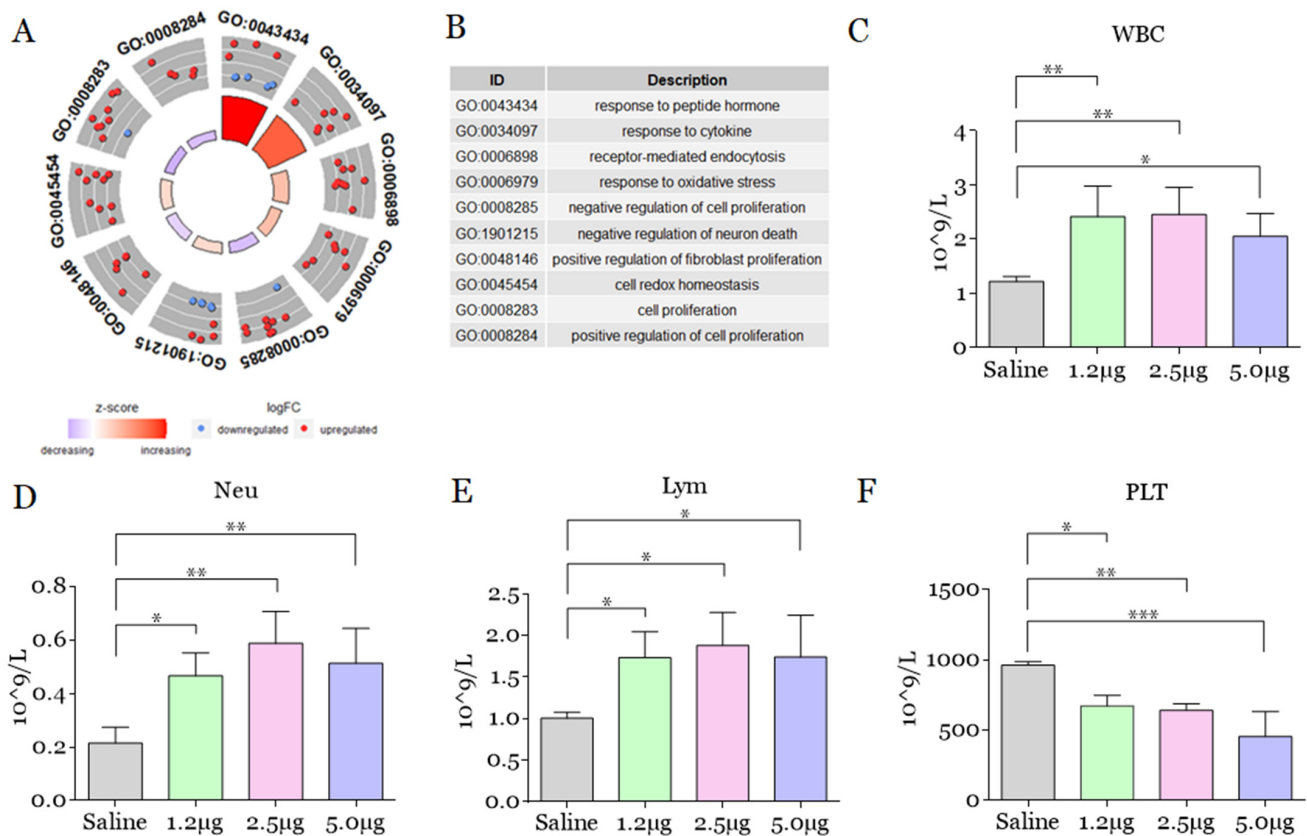 A
GO:0043434
GO:0034097
GO:0006898
GO:0006979
GO:0008285
GO:1901215
GO:0048146
GO:0045454
GO:0008283
GO:0008284
z-score
decreasing
increasing
logFC
downregulated
upregulated
B
ID Description
GO:0043434 response to peptide hormone
GO:0034097 response to cytokine
GO:0006898 receptor-mediated endocytosis
GO:0006979 response to oxidative stress
GO:0008285 negative regulation of cell proliferation
GO:1901215 negative regulation of neuron death
GO:0048146 positive regulation of fibroblast proliferation
GO:0045454 cell redox homeostasis
GO:0008283 cell proliferation
GO:0008284 positive regulation of cell proliferation
C
WBC
**
**
*
10^9/L
4
3
2
1
0
Saline 1.2µg 2.5µg 5.0µg
D
Neu
**
**
*
10^9/L
0.8
0.6
0.4
0.2
0.0
Saline 1.2µg 2.5µg 5.0µg
E
Lym
*
*
*
10^9/L
2.5
2.0
1.5
1.0
0.5
0.0
Saline 1.2µg 2.5µg 5.0µg
F
PLT
*
**
***
10^9/L
1500
1000
500
0
Saline 1.2µg 2.5µg 5.0µg